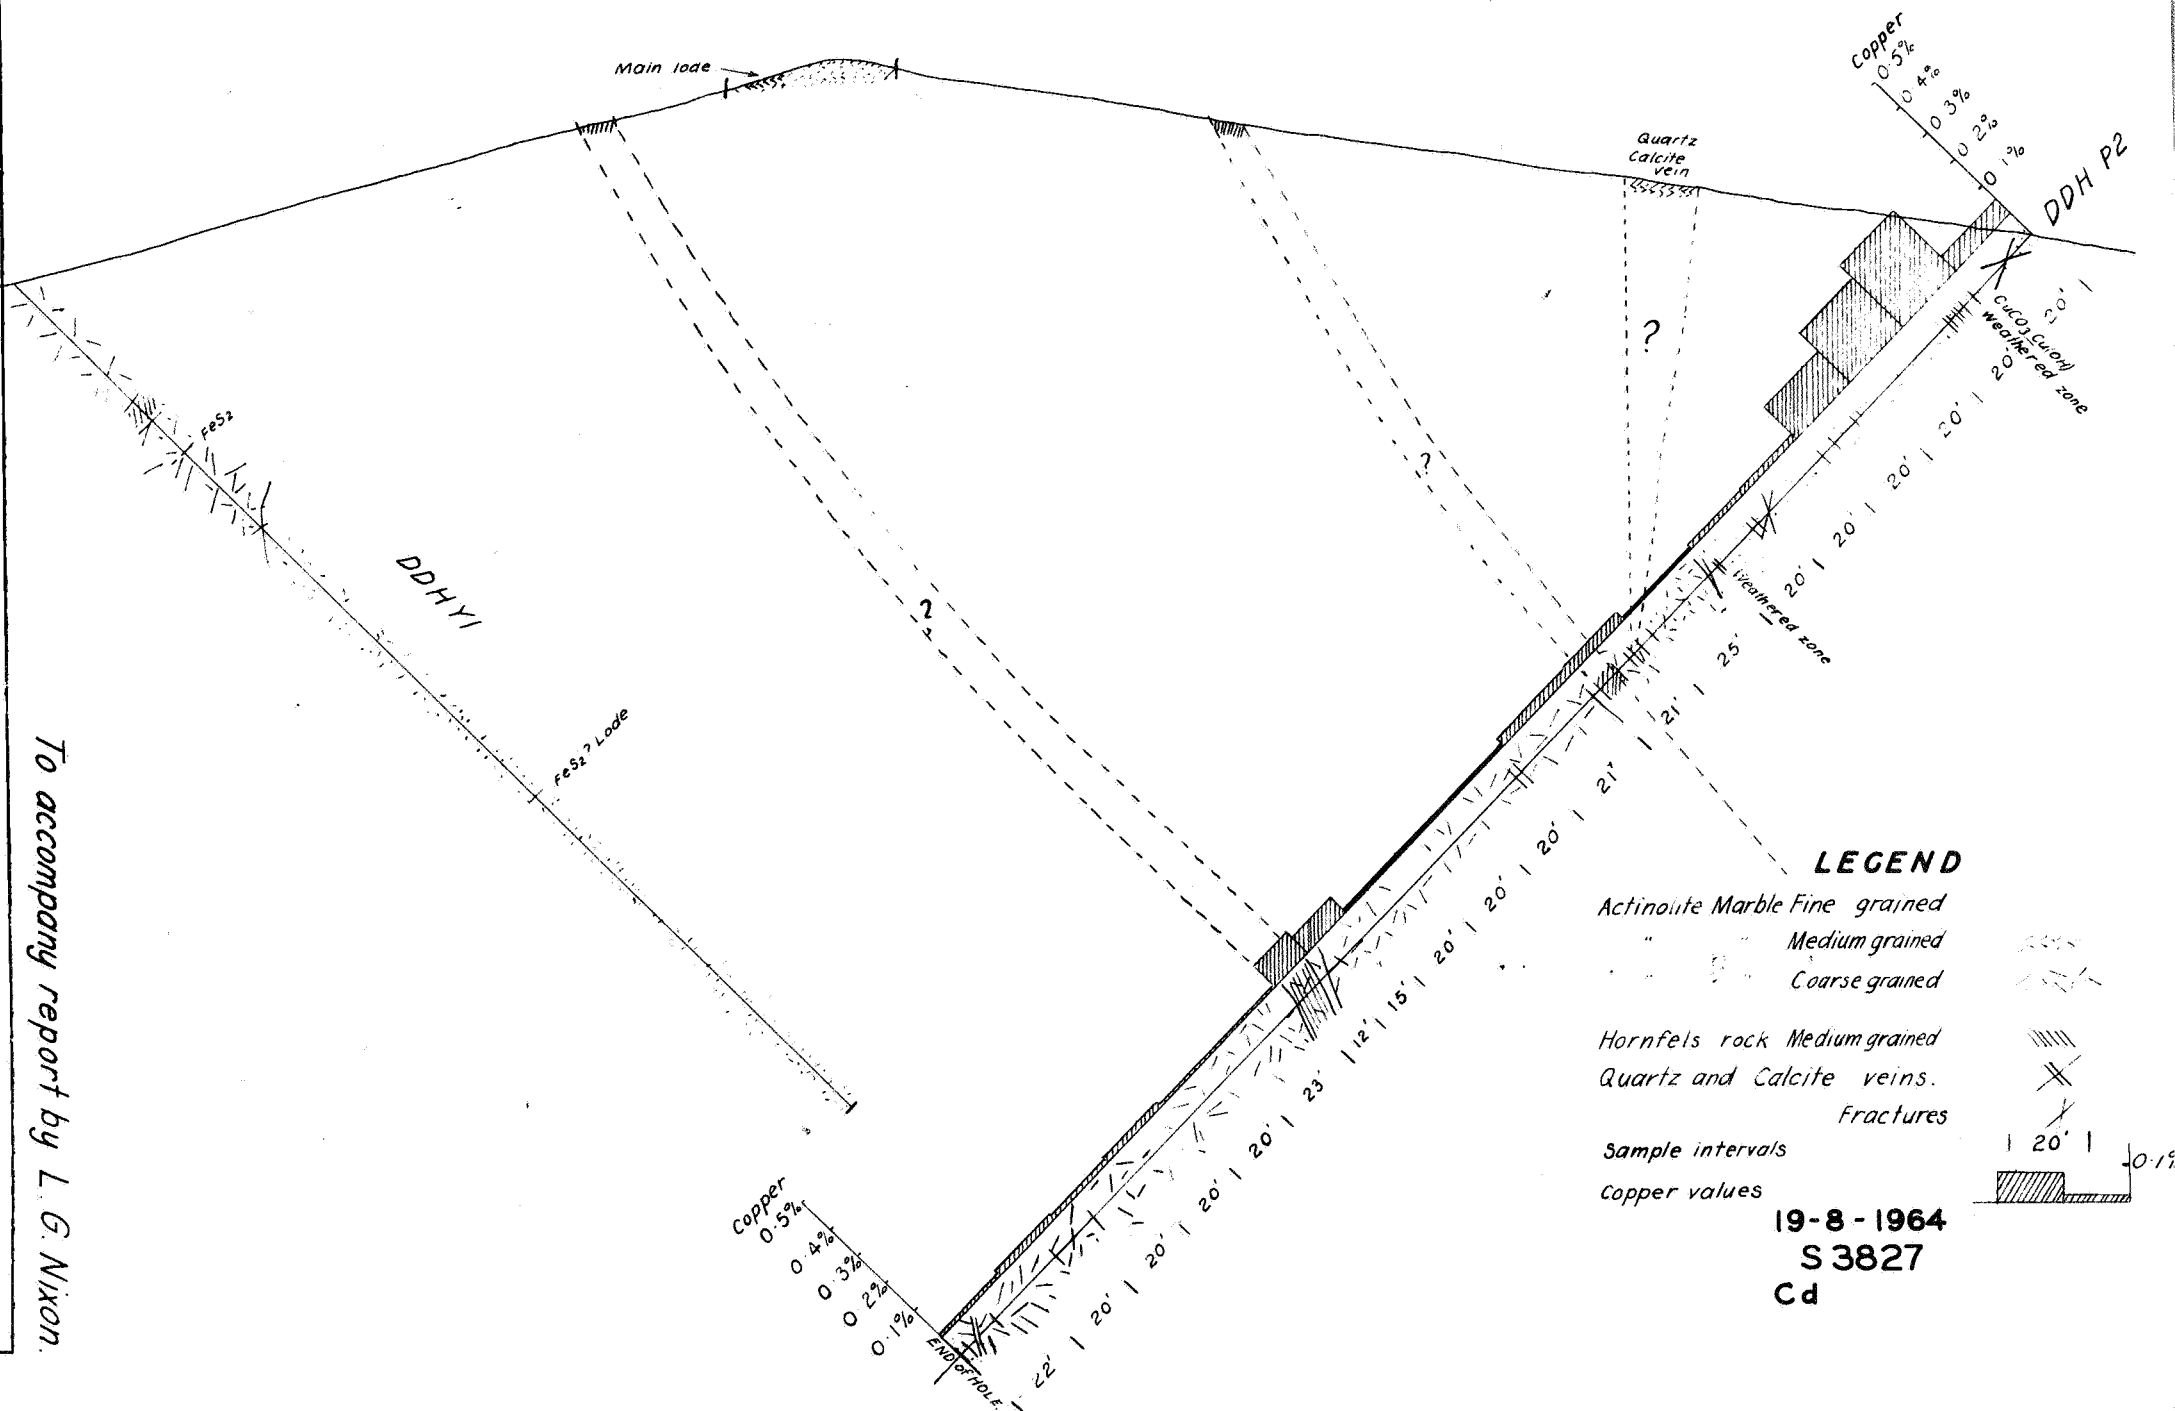 Main lode
Quartz
Calcite
vein
Copper
0.5%
0.4%
0.3%
0.2%
0.1%
DDH P2
CuCO3 Cu(OH)
Weathered zone
20'
20'
20'
20'
20'
20'
25'
21'
21'
20'
20'
20'
15'
12'
23'
20'
20'
20'
20'
22'
Weathered zone
?
?
?
FeS2
DDH Y1
FeS2? Lode
Copper
0.5%
0.4%
0.3%
0.2%
0.1%
END of HOLE.
LEGEND
Actinolite Marble Fine grained
" " Medium grained
" " Coarse grained
Hornfels rock Medium grained
Quartz and Calcite veins.
Fractures
Sample intervals 20'
Copper values 0.1%
19-8-1964
S 3827
Cd
To accompany report by L. G. Nixon.